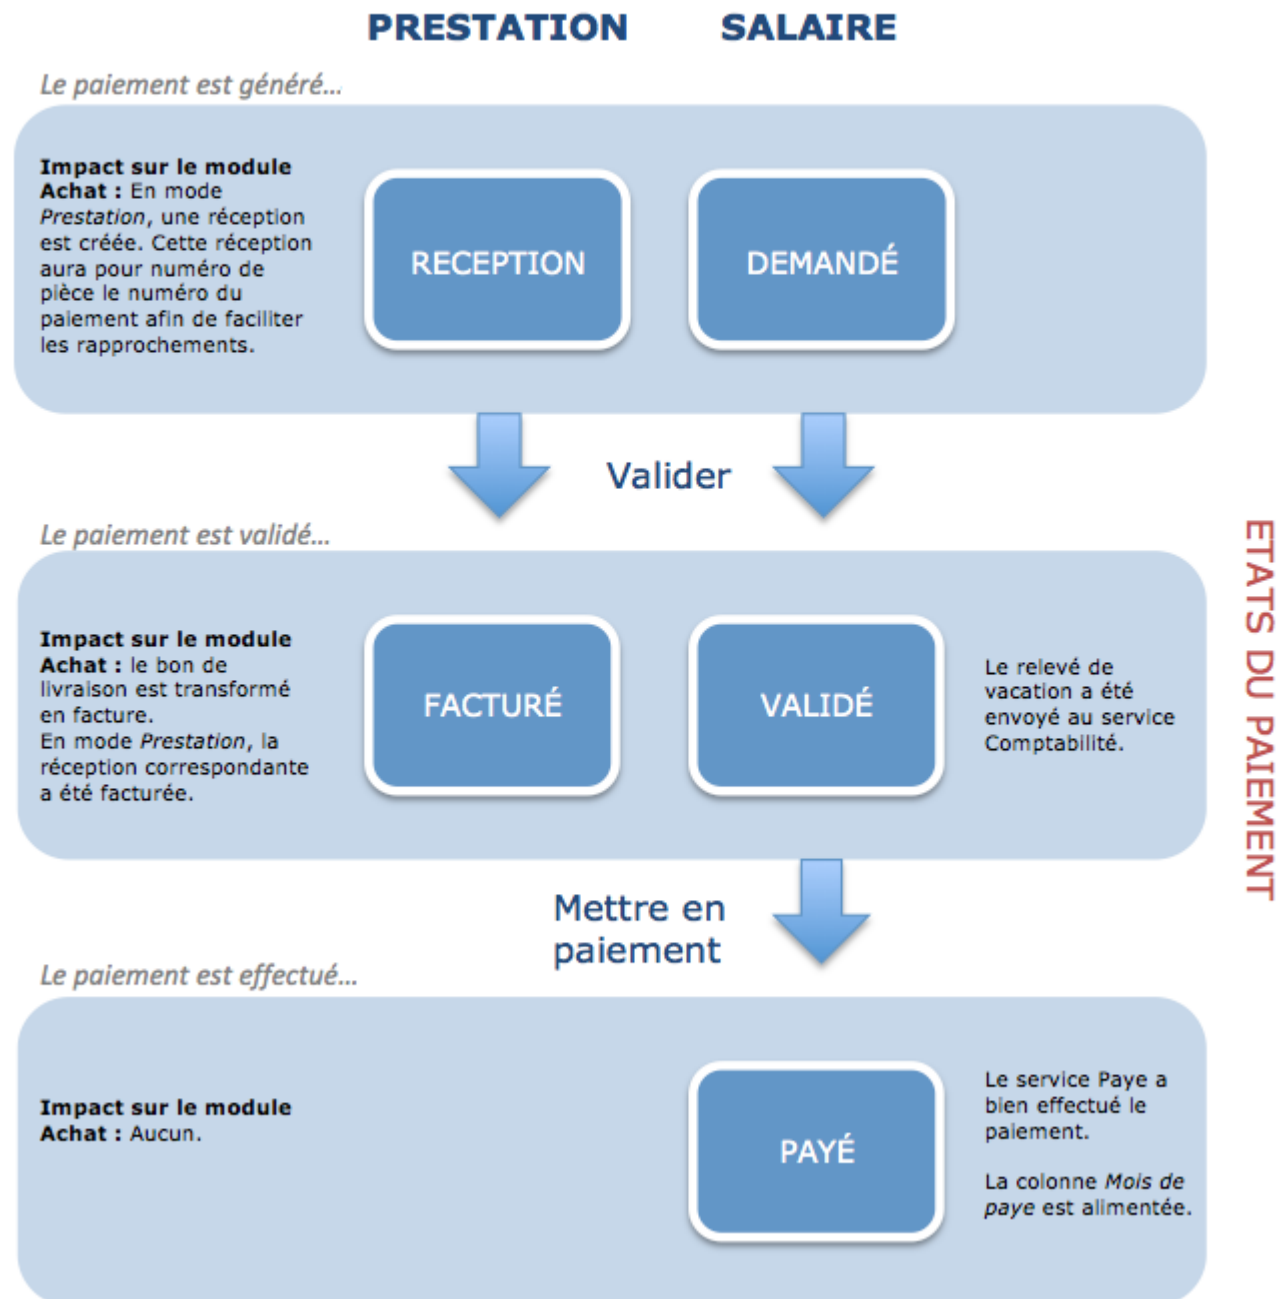 PRESTATION SALAIRE
Le paiement est généré...
Impact sur le module
Achat : En mode
Prestation, une réception
est créée. Cette réception
aura pour numéro de
pièce le numéro du
paiement afin de faciliter
les rapprochements.
RECEPTION
DEMANDÉ
Valider
Le paiement est validé...
Impact sur le module
Achat : le bon de
livraison est transformé
en facture.
En mode Prestation, la
réception correspondante
a été facturée.
FACTURÉ
VALIDÉ
Le relevé de
vacation a été
envoyé au service
Comptabilité.
Mettre en
paiement
Le paiement est effectué...
Impact sur le module
Achat : Aucun.
PAYÉ
Le service Paye a
bien effectué le
paiement.
La colonne Mois de
paye est alimentée.
ETATS DU PAIEMENT